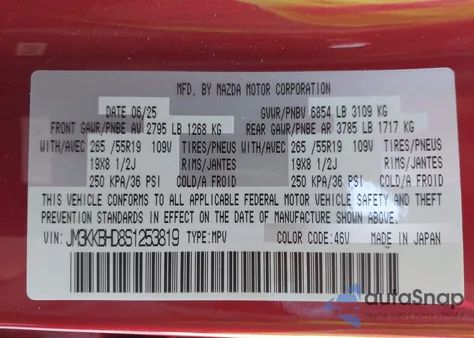 MFD. BY MAZDA MOTOR CORPORATION
DATE 06/25 GVWR/PNBV 6854 LB 3109 KG
FRONT GAWR/PNBE AV 2795 LB 1268 KG REAR GAWR/PNBE AR 3785 LB 1717 KG
WITH/AVEC 265 /55R19 109V TIRES/PNEUS WITH/AVEC 265 /55R19 109V TIRES/PNEUS
19X8 1/2J RIMS/JANTES 19X8 1/2J RIMS/JANTES
250 KPA/36 PSI COLD/A FROID 250 KPA/36 PSI COLD/A FROID
THIS VEHICLE CONFORMS TO ALL APPLICABLE FEDERAL MOTOR VEHICLE SAFETY AND THEFT
PREVENTION STANDARDS IN EFFECT ON THE DATE OF MANUFACTURE SHOWN ABOVE.
VIN: JM3KKBHD8S1253819 TYPE:MPV COLOR CODE:46V MADE IN JAPAN
autoSnap